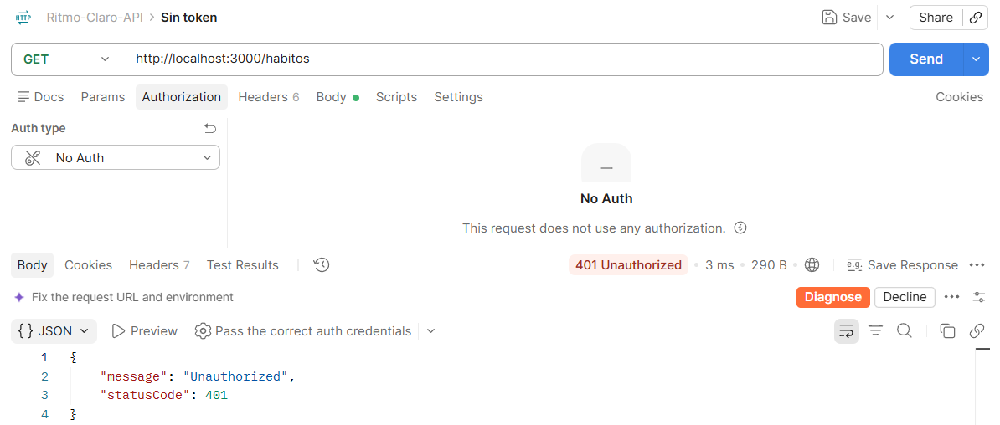 HTTP Ritmo-Claro-API > Sin token Save Share
GET http://localhost:3000/habitos Send
Docs Params Authorization Headers 6 Body Scripts Settings Cookies
Auth type
No Auth
No Auth
This request does not use any authorization.
Body Cookies Headers 7 Test Results 401 Unauthorized 3 ms 290 B e.g. Save Response
Fix the request URL and environment Diagnose Decline
{} JSON Preview Pass the correct auth credentials
1 {
2 "message": "Unauthorized",
3 "statusCode": 401
4 }